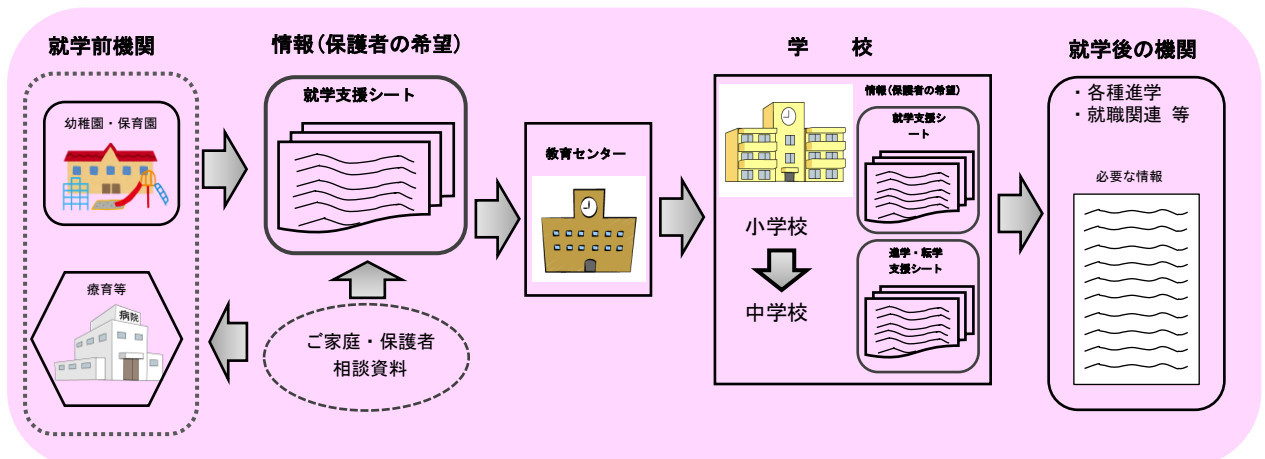 就学前機関
幼稚園・保育園
療育等
病院
情報(保護者の希望)
就学支援シート
ご家庭・保護者
相談資料
教育センター
学　校
情報(保護者の希望)
就学支援シ
ート
小学校
中学校
進学・転学
支援シート
就学後の機関
・各種進学
・就職関連 等
必要な情報